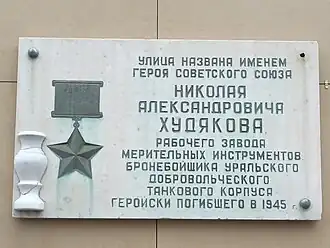 УЛИЦА НАЗВАНА ИМЕНЕМ
ГЕРОЯ СОВЕТСКОГО СОЮЗА
НИКОЛАЯ
АЛЕКСАНДРОВИЧА
ХУДЯКОВА
РАБОЧЕГО ЗАВОДА
МЕРИТЕЛЬНЫХ ИНСТРУМЕНТОВ
БРОНЕБОЙЩИКА УРАЛЬСКОГО
ДОБРОВОЛЬЧЕСКОГО
ТАНКОВОГО КОРПУСА
ГЕРОЙСКИ ПОГИБШЕГО В 1945 г.